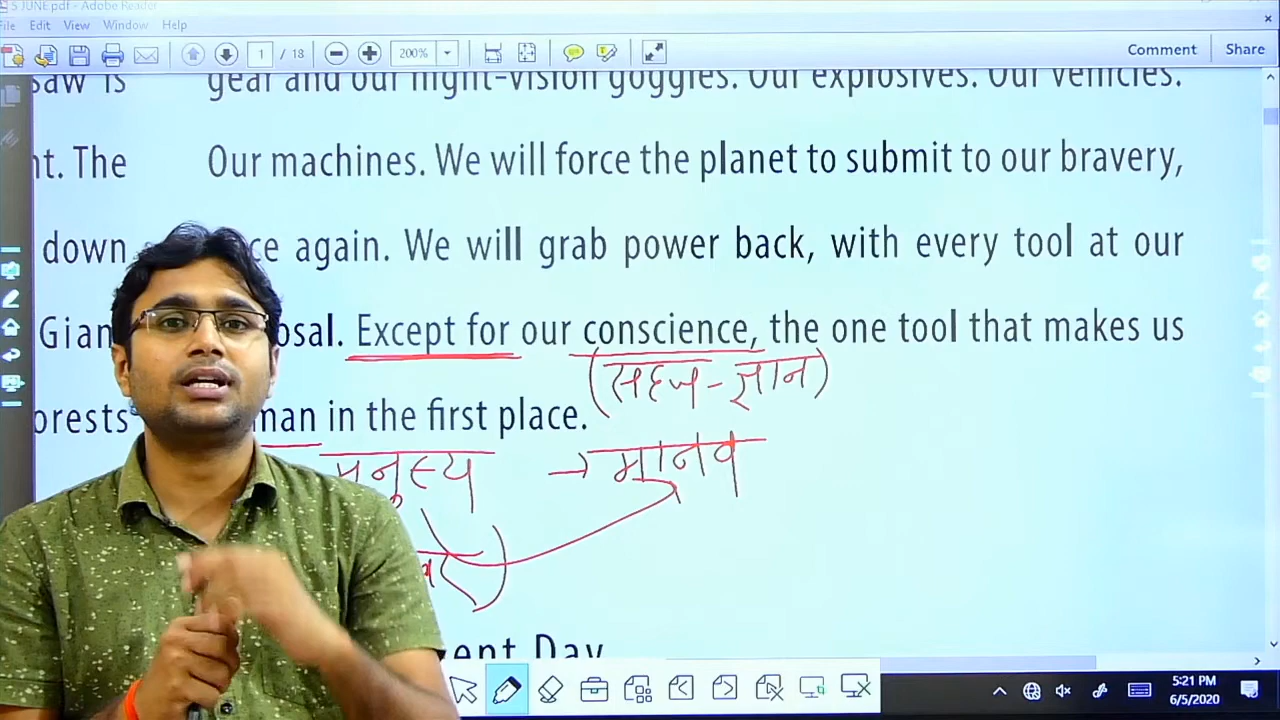 5 JUNE.pdf - Adobe Reader
File Edit View Window Help
1 / 18 200% Comment Share
saw is gear and our night-vision goggles. Our explosives. Our vehicles.
The Our machines. We will force the planet to submit to our bravery,
down ce again. We will grab power back, with every tool at our
Gian osal. Except for our conscience, the one tool that makes us
(सहज-ज्ञान)
orests man in the first place.
मनुस्य → मानव
ent Day
5:21 PM
6/5/2020